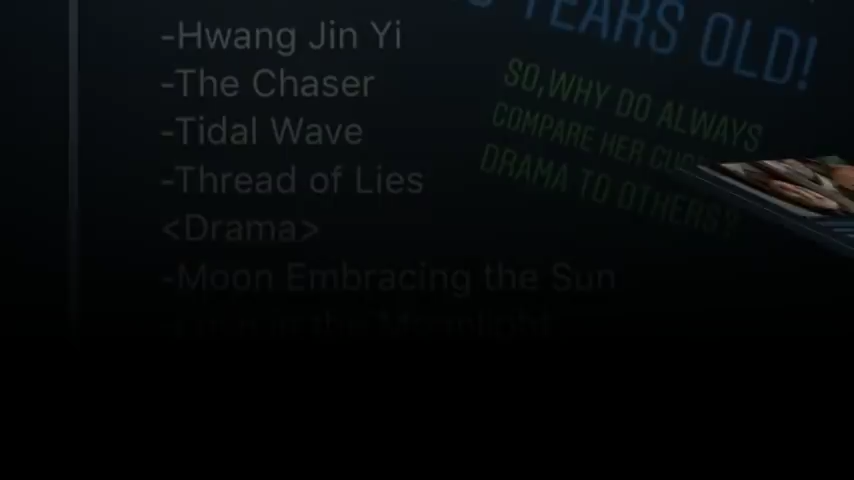 -Hwang Jin Yi
-The Chaser
-Tidal Wave
-Thread of Lies
<Drama>
-Moon Embracing the Sun
YEARS OLD!
SO,WHY DO ALWAYS
COMPARE HER
DRAMA TO OTHERS?